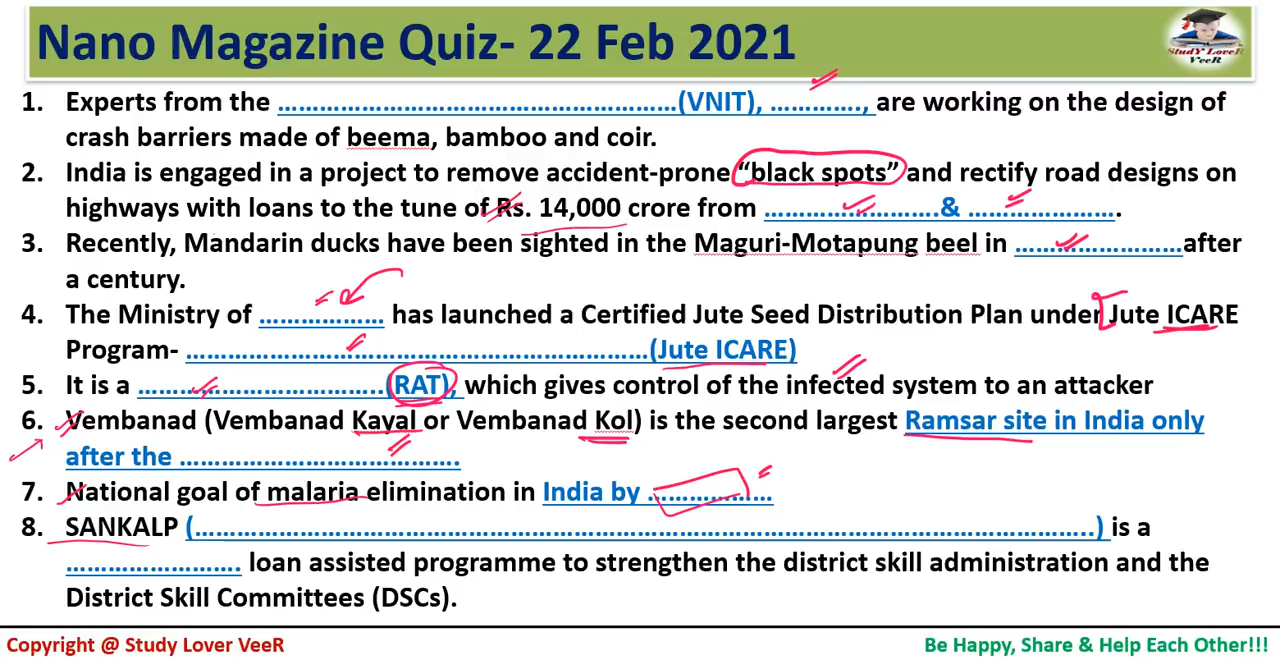 Nano Magazine Quiz- 22 Feb 2021
StudY LoveR
VeeR
1. Experts from the ……………………………………………(VNIT), …………., are working on the design of
crash barriers made of beema, bamboo and coir.
2. India is engaged in a project to remove accident-prone “black spots” and rectify road designs on
highways with loans to the tune of Rs. 14,000 crore from ………………….& ………………….
3. Recently, Mandarin ducks have been sighted in the Maguri-Motapung beel in …………………after
a century.
4. The Ministry of ……………… has launched a Certified Jute Seed Distribution Plan under Jute ICARE
Program- ……………………………………………………(Jute ICARE)
5. It is a …………………………..(RAT), which gives control of the infected system to an attacker
6. Vembanad (Vembanad Kayal or Vembanad Kol) is the second largest Ramsar site in India only
after the ……………………………….
7. National goal of malaria elimination in India by ……………
8. SANKALP (……………………………………………………………………………………………………..) is a
…………………. loan assisted programme to strengthen the district skill administration and the
District Skill Committees (DSCs).
Copyright @ Study Lover VeeR
Be Happy, Share & Help Each Other!!!